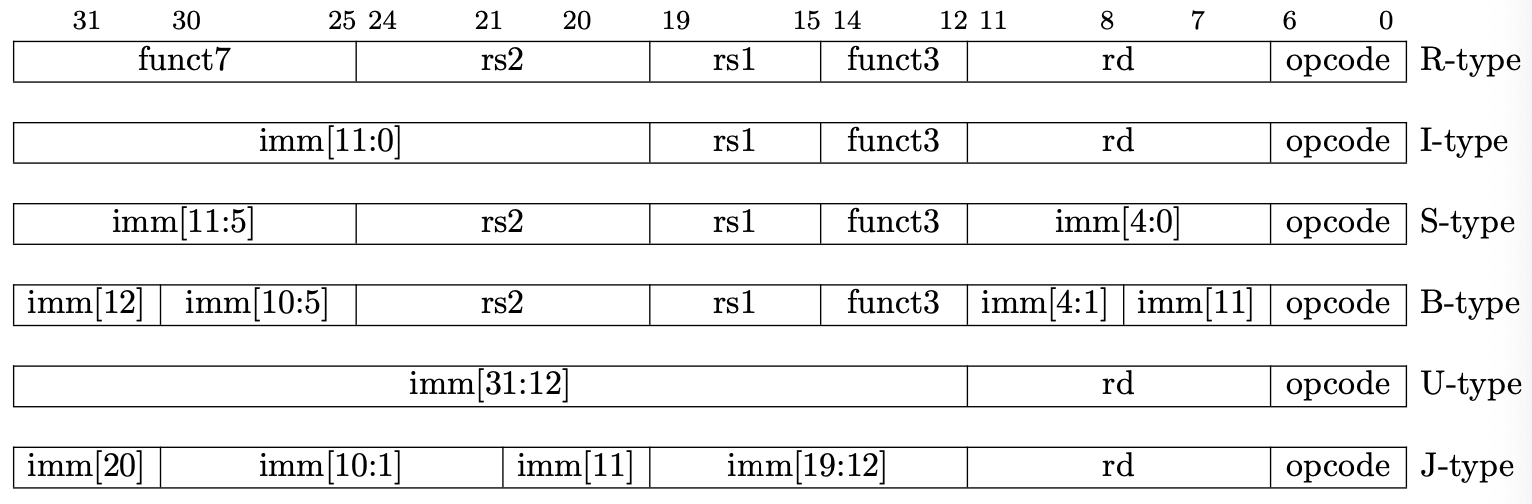 31 30 25 24 21 20 19 15 14 12 11 8 7 6 0
funct7 rs2 rs1 funct3 rd opcode R-type
imm[11:0] rs1 funct3 rd opcode I-type
imm[11:5] rs2 rs1 funct3 imm[4:0] opcode S-type
imm[12] imm[10:5] rs2 rs1 funct3 imm[4:1] imm[11] opcode B-type
imm[31:12] rd opcode U-type
imm[20] imm[10:1] imm[11] imm[19:12] rd opcode J-type